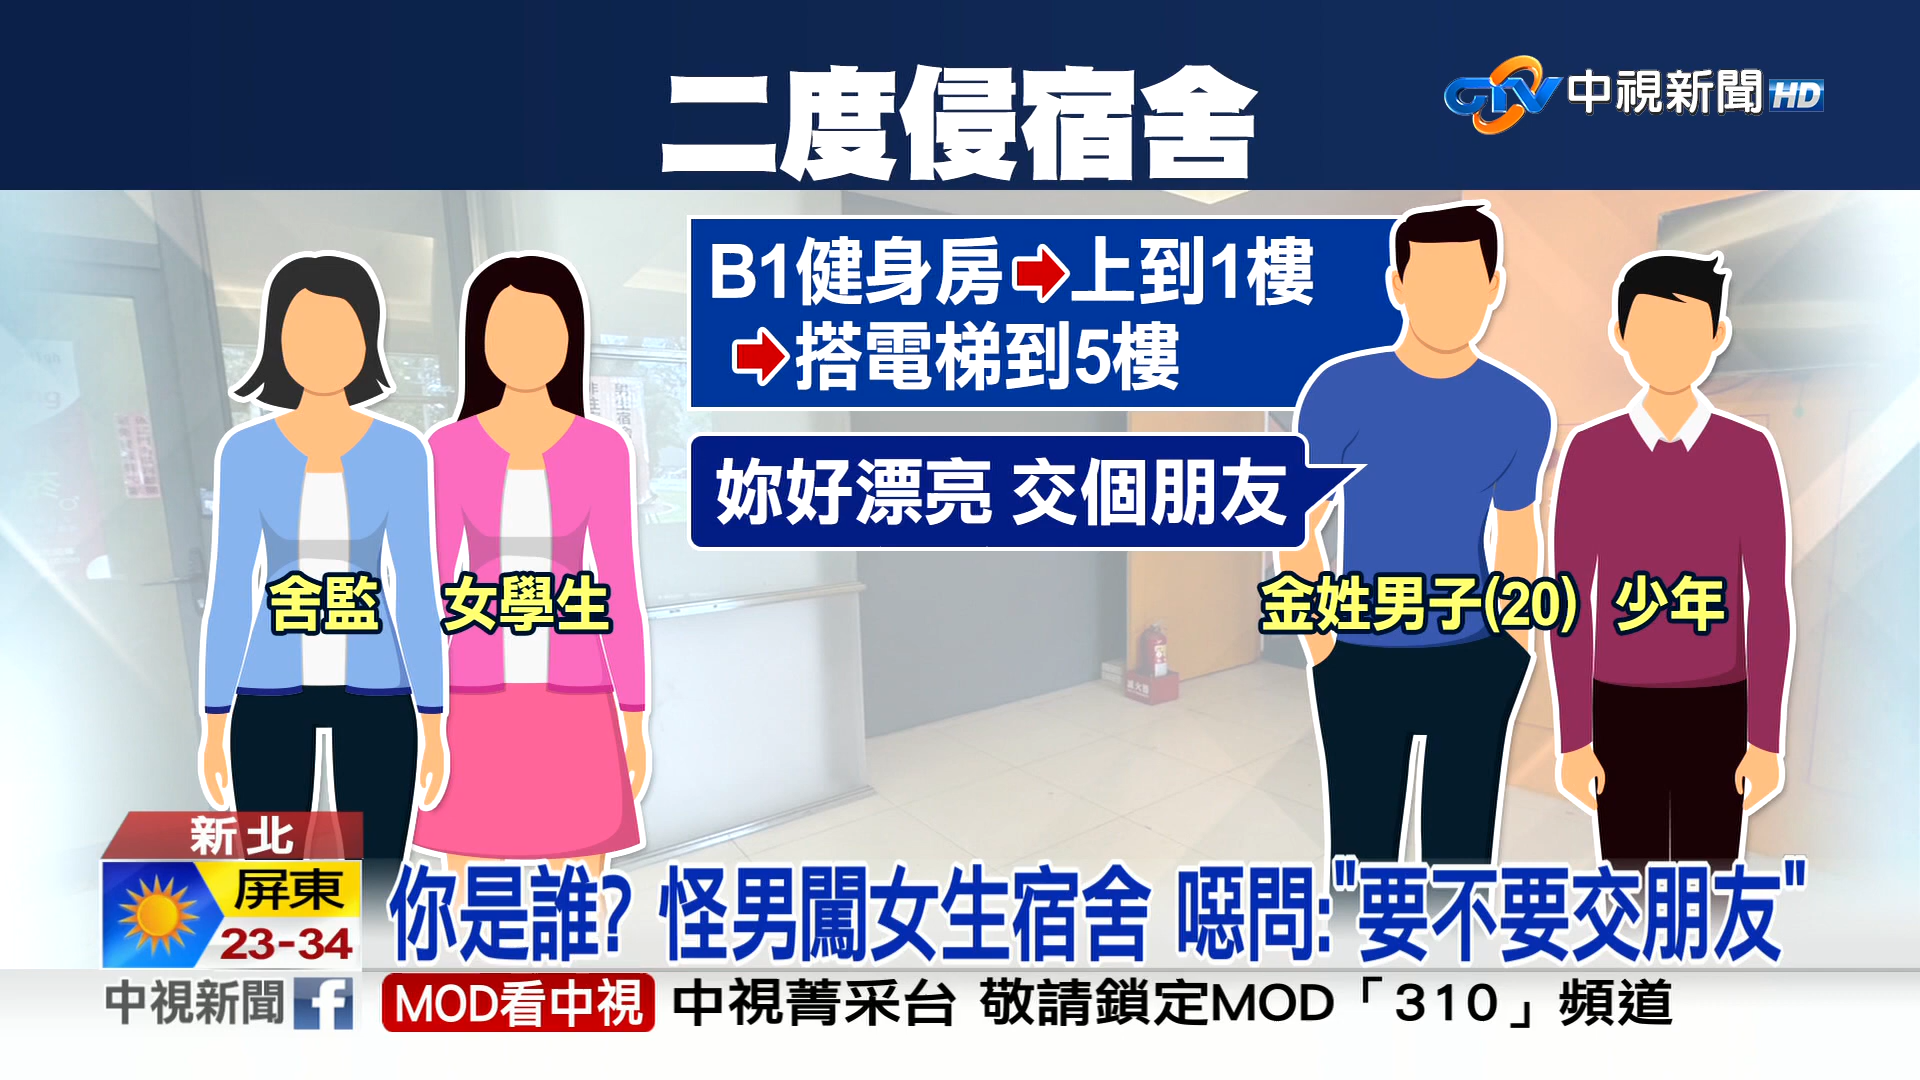 二度侵宿舍
CTV中視新聞HD
B1健身房➡上到1樓
➡搭電梯到5樓
妳好漂亮 交個朋友
舍監
女學生
金姓男子(20)
少年
新北
屏東
23-34
你是誰? 怪男闖女生宿舍 噁問:"要不要交朋友"
中視新聞 f
MOD看中視
中視菁采台 敬請鎖定MOD「310」頻道